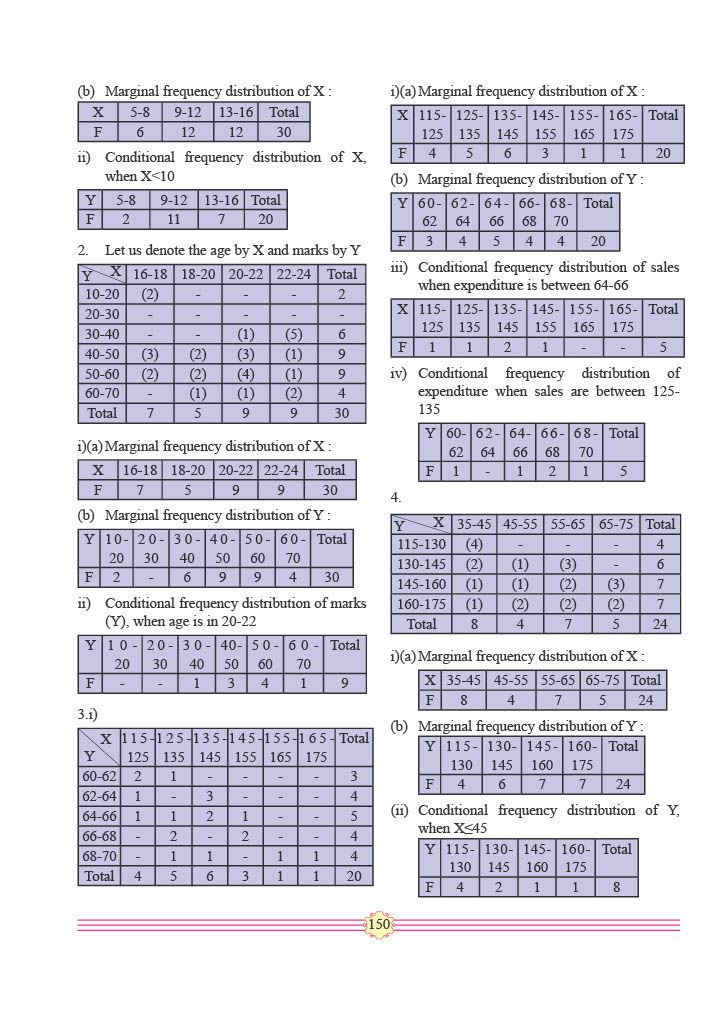 (b) Marginal frequency distribution of X :
X 5-8 9-12 13-16 Total
F 6 12 12 30
ii) Conditional frequency distribution of X,
when X<10
Y 5-8 9-12 13-16 Total
F 2 11 7 20
2. Let us denote the age by X and marks by Y
Y X 16-18 18-20 20-22 22-24 Total
10-20 (2) - - - 2
20-30 - - - - -
30-40 - - (1) (5) 6
40-50 (3) (2) (3) (1) 9
50-60 (2) (2) (4) (1) 9
60-70 - (1) (1) (2) 4
Total 7 5 9 9 30
i)(a) Marginal frequency distribution of X :
X 16-18 18-20 20-22 22-24 Total
F 7 5 9 9 30
(b) Marginal frequency distribution of Y :
Y 10- 20- 30- 40- 50- 60- Total
20 30 40 50 60 70
F 2 - 6 9 9 4 30
ii) Conditional frequency distribution of marks
(Y), when age is in 20-22
Y 10- 20- 30- 40- 50- 60- Total
20 30 40 50 60 70
F - - 1 3 4 1 9
3.i)
X 115- 125- 135- 145- 155- 165- Total
Y 125 135 145 155 165 175
60-62 2 1 - - - - 3
62-64 1 - 3 - - - 4
64-66 1 1 2 1 - - 5
66-68 - 2 - 2 - - 4
68-70 - 1 1 - 1 1 4
Total 4 5 6 3 1 1 20
i)(a) Marginal frequency distribution of X :
X 115- 125- 135- 145- 155- 165- Total
125 135 145 155 165 175
F 4 5 6 3 1 1 20
(b) Marginal frequency distribution of Y :
Y 60- 62- 64- 66- 68- Total
62 64 66 68 70
F 3 4 5 4 4 20
iii) Conditional frequency distribution of sales
when expenditure is between 64-66
X 115- 125- 135- 145- 155- 165- Total
125 135 145 155 165 175
F 1 1 2 1 - - 5
iv) Conditional frequency distribution of
expenditure when sales are between 125-
135
Y 60- 62- 64- 66- 68- Total
62 64 66 68 70
F 1 - 1 2 1 5
4.
Y X 35-45 45-55 55-65 65-75 Total
115-130 (4) - - - 4
130-145 (2) (1) (3) - 6
145-160 (1) (1) (2) (3) 7
160-175 (1) (2) (2) (2) 7
Total 8 4 7 5 24
i)(a) Marginal frequency distribution of X :
X 35-45 45-55 55-65 65-75 Total
F 8 4 7 5 24
(b) Marginal frequency distribution of Y :
Y 115- 130- 145- 160- Total
130 145 160 175
F 4 6 7 7 24
(ii) Conditional frequency distribution of Y,
when X≤45
Y 115- 130- 145- 160- Total
130 145 160 175
F 4 2 1 1 8
150